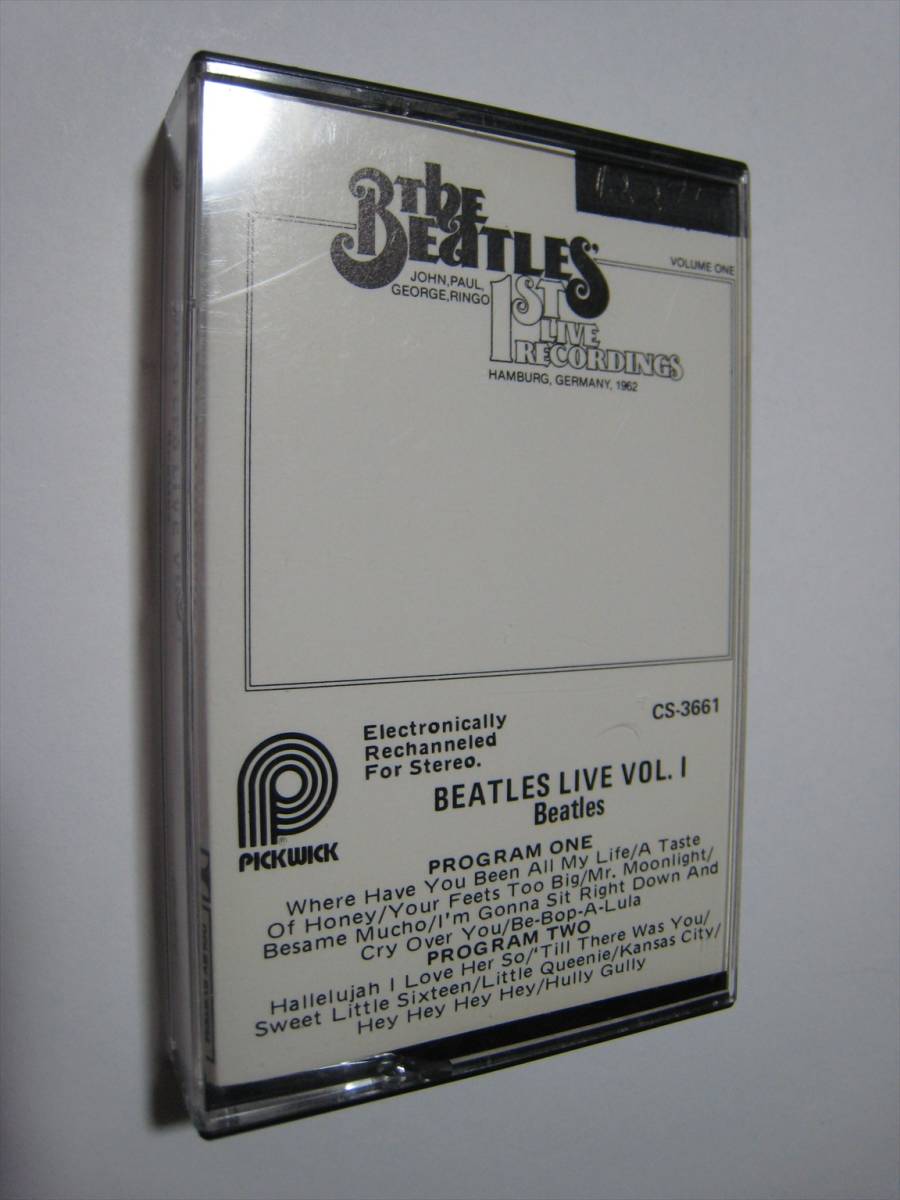 the
BEATLES
VOLUME ONE
JOHN, PAUL,
GEORGE, RINGO
1ST
LIVE
RECORDINGS
HAMBURG, GERMANY, 1962
CS-3661
Electronically
Rechanneled
For Stereo.
BEATLES LIVE VOL. I
Beatles
P
PICKWICK
PROGRAM ONE
Where Have You Been All My Life/A Taste
Of Honey/Your Feets Too Big/Mr. Moonlight/
Besame Mucho/I'm Gonna Sit Right Down And
Cry Over You/Be-Bop-A-Lula
PROGRAM TWO
Hallelujah I Love Her So/'Till There Was You/
Sweet Little Sixteen/Little Queenie/Kansas City/
Hey Hey Hey Hey/Hully Gully